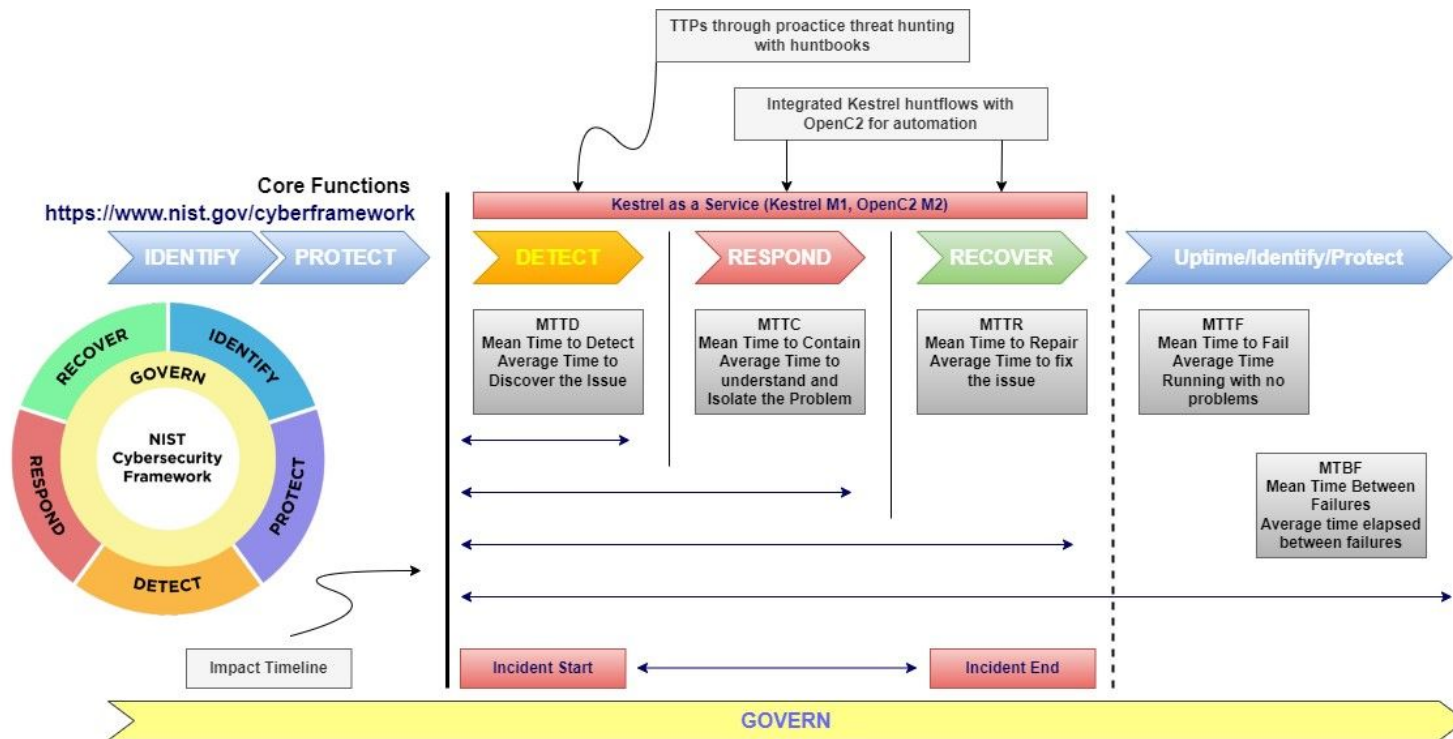 TTPs through proactice threat hunting
with huntbooks
Integrated Kestrel huntflows with
OpenC2 for automation
Core Functions
https://www.nist.gov/cyberframework
Kestrel as a Service (Kestrel M1, OpenC2 M2)
IDENTIFY
PROTECT
DETECT
RESPOND
RECOVER
Uptime/Identify/Protect
MTTD
Mean Time to Detect
Average Time to
Discover the Issue
MTTC
Mean Time to Contain
Average Time to
understand and
Isolate the Problem
MTTR
Mean Time to Repair
Average Time to fix
the issue
MTTF
Mean Time to Fail
Average Time
Running with no
problems
MTBF
Mean Time Between
Failures
Average time elapsed
between failures
RECOVER
IDENTIFY
GOVERN
NIST
Cybersecurity
Framework
RESPOND
PROTECT
DETECT
Impact Timeline
Incident Start
Incident End
GOVERN